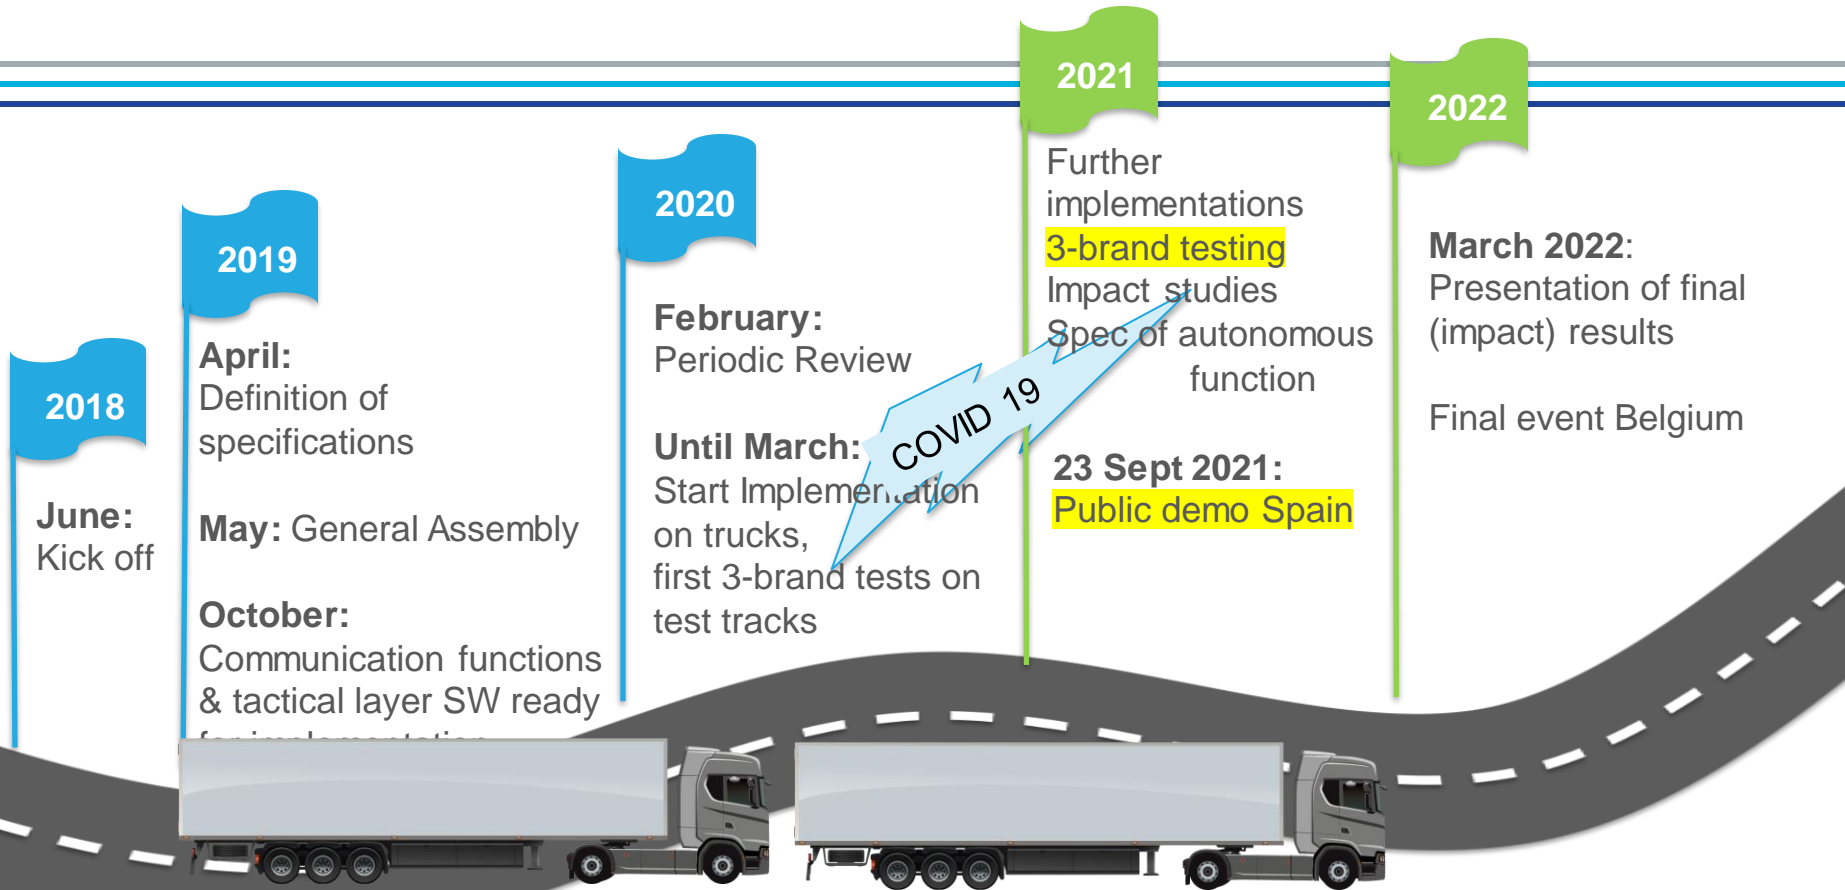 2018
June:
Kick off
2019
April:
Definition of
specifications
May: General Assembly
October:
Communication functions
& tactical layer SW ready
for implementation
2020
February:
Periodic Review
Until March:
Start Implementation
on trucks,
first 3-brand tests on
test tracks
COVID 19
2021
Further
implementations
3-brand testing
Impact studies
Spec of autonomous
function
23 Sept 2021:
Public demo Spain
2022
March 2022:
Presentation of final
(impact) results
Final event Belgium